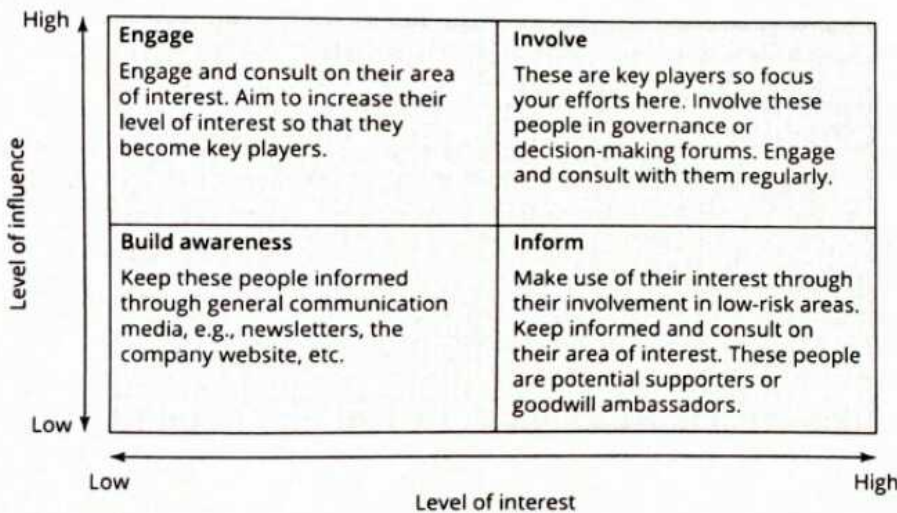 High
Engage
Engage and consult on their area
of interest. Aim to increase their
level of interest so that they
become key players.
Involve
These are key players so focus
your efforts here. Involve these
people in governance or
decision-making forums. Engage
and consult with them regularly.
Level of influence
Build awareness
Keep these people informed
through general communication
media, e.g., newsletters, the
company website, etc.
Inform
Make use of their interest through
their involvement in low-risk areas.
Keep informed and consult on
their area of interest. These people
are potential supporters or
goodwill ambassadors.
Low
Low
High
Level of interest